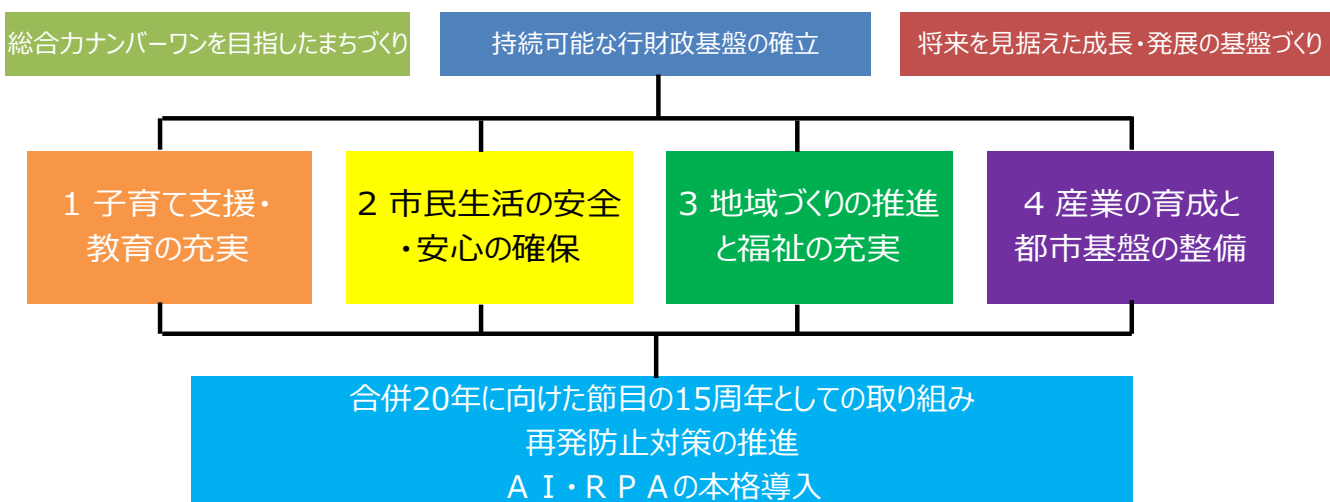 総合力ナンバーワンを目指したまちづくり
持続可能な行財政基盤の確立
将来を見据えた成長・発展の基盤づくり
1 子育て支援・
教育の充実
2 市民生活の安全
・安心の確保
3 地域づくりの推進
と福祉の充実
4 産業の育成と
都市基盤の整備
合併20年に向けた節目の15周年としての取り組み
再発防止対策の推進
ＡＩ・ＲＰＡの本格導入